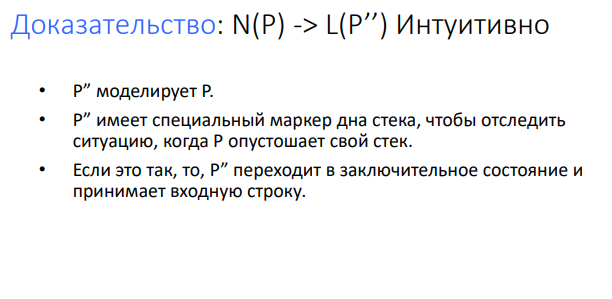 Доказательство: N(P) -> L(P’’) Интуитивно
• P” моделирует P.
• P” имеет специальный маркер дна стека, чтобы отследить
ситуацию, когда P опустошает свой стек.
• Если это так, то, P” переходит в заключительное состояние и
принимает входную строку.